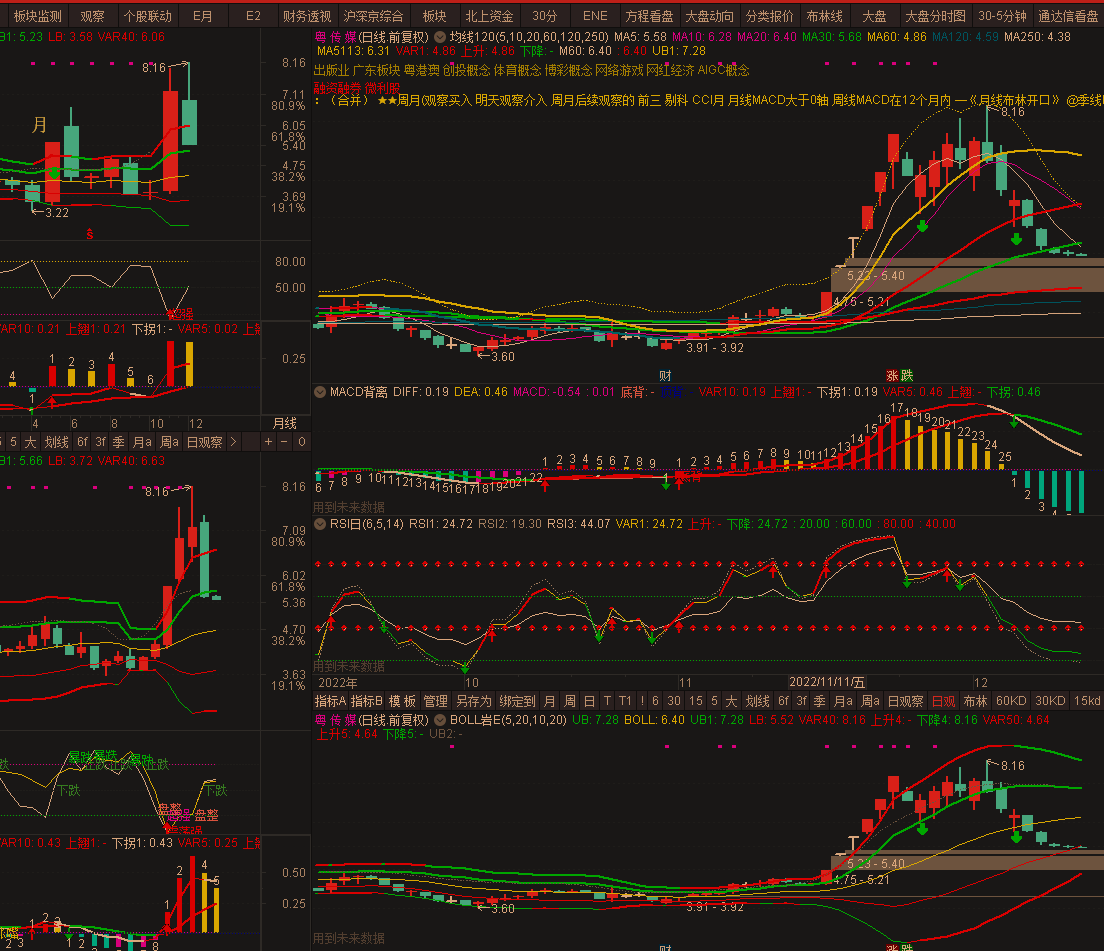 板块监测 观察 个股联动 E月 E2 财务透视 沪深京综合 板块 北上资金 30分 ENE 方程看盘 大盘动向 分类报价 布林线 大盘 大盘分时图 30-5分钟 通达信看盘
B1: 5.23 LB: 3.58 VAR40: 6.06
8.16
8.16
7.11
80.9%
6.05
61.8%
5.40
4.75
38.2%
3.69
19.1%
月
3.22
80.00
50.00
VAR10: 0.21 上翘1: 0.21 下拐1: - VAR5: 0.02
0.25
4 1 1 2 3 4 5 6
4 6 8 10 12 月线
5 大 划线 6f 3f 季 月a 周a 日观察 > + - O
B1: 5.66 LB: 3.72 VAR40: 6.63
8.16
8.16
7.09
80.9%
6.02
61.8%
5.36
4.70
38.2%
3.63
19.1%
下跌
下跌
盘整
盘整
VAR10: 0.43 上翘1: - 下拐1: 0.43 VAR5: 0.25
0.50
0.25
粤 传 媒(日线.前复权) 均线120(5,10,20,60,120,250) MA5: 5.58 MA10: 6.28 MA20: 6.40 MA30: 5.68 MA60: 4.86 MA120: 4.59 MA250: 4.38
MA5113: 6.31 VAR1: 4.86 上升: 4.86 下降: - M60: 6.40 : 6.40 UB1: 7.28
出版业 广东板块 粤港澳 创投概念 体育概念 博彩概念 网络游戏 网红经济 AIGC概念
融资融券 微利股
: （合并） ★★周月(观察买入 明天观察介入 周月后续观察的 前三 剔科 CCI月 月线MACD大于0轴 周线MACD在12个月内 —《月线布林开口》 @季线
8.16
5.23 - 5.40
4.75 - 5.21
3.91 - 3.92
3.60
财 涨 跌
MACD背离 DIFF: 0.19 DEA: 0.46 MACD: -0.54 : 0.01 底背: - VAR10: 0.19 上翘1: - 下拐1: 0.19 VAR5: 0.46 上翘: - 下拐: 0.46
6 7 8 9 10 11 12 13 14 15 16 17 18 19 20 21 22 1 2 3 4 5 6 7 8 9 1 1 2 3 4 5 6 7 8 9 10 11 12 13 14 15 16 17 18 19 20 21 22 23 24 25 1 2 3 4 5
用到未来数据
RSI日(6,5,14) RSI1: 24.72 RSI2: 19.30 RSI3: 44.07 VAR1: 24.72 上升: - 下降: 24.72 : 20.00 : 60.00 : 80.00 : 40.00
用到未来数据
2022年 10 11 2022/11/11/五 12
指标A 指标B 模 板 管理 另存为 绑定到 月 周 日 T T1 ! 6 30 15 5 大 划线 6f 3f 季 月a 周a 日观察 日观 布林 60KD 30KD 15kd
粤 传 媒(日线.前复权) BOLL岩E(5,20,10,20) UB: 7.28 BOLL: 6.40 UB1: 7.28 LB: 5.52 VAR40: 8.16 上升4: - 下降4: 8.16 VAR50: 4.64
上升5: 4.64 下降5: - UB2: -
8.16
5.23 - 5.40
4.75 - 5.21
3.91 - 3.92
3.60
用到未来数据
财 涨 跌